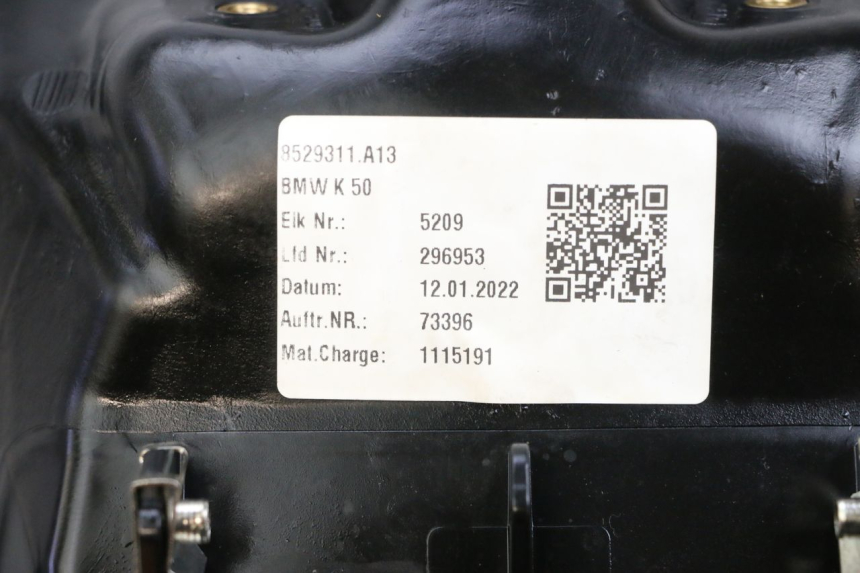 8529311.A13
BMW K 50
Elk Nr.: 5209
Lfd Nr.: 296953
Datum: 12.01.2022
Auftr.NR.: 73396
Mat.Charge: 1115191